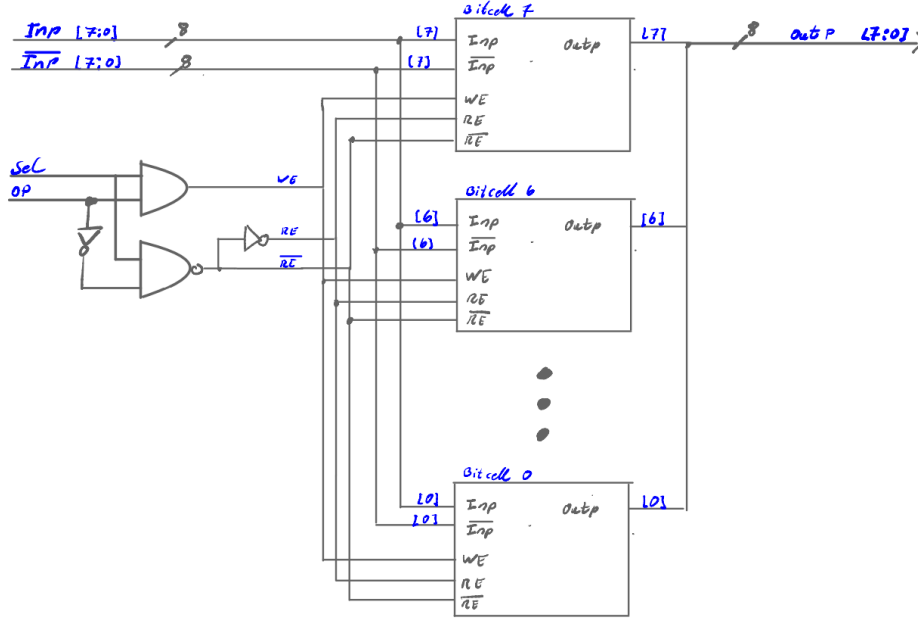 Bitcell 7
Inp [7:0] 8 [7] Inp Outp [7] 8 Outp [7:0]
Inp [7:0] 8 [7] Inp
WE
RE
RE
Sel
OP
WE
RE
RE
Bitcell 6
[6] Inp Outp [6]
[6] Inp
WE
RE
RE
Bitcell 0
[0] Inp Outp [0]
[0] Inp
WE
RE
RE